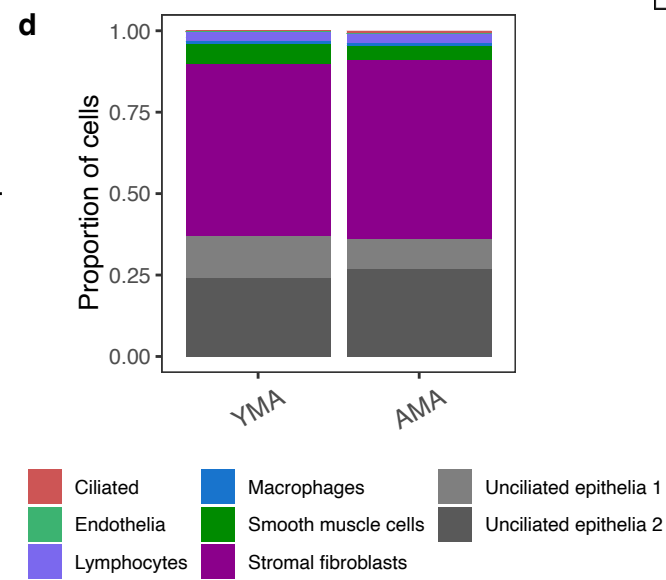 d
Proportion of cells
1.00
0.75
0.50
0.25
0.00
YMA
AMA
Ciliated
Endothelia
Lymphocytes
Macrophages
Smooth muscle cells
Stromal fibroblasts
Unciliated epithelia 1
Unciliated epithelia 2